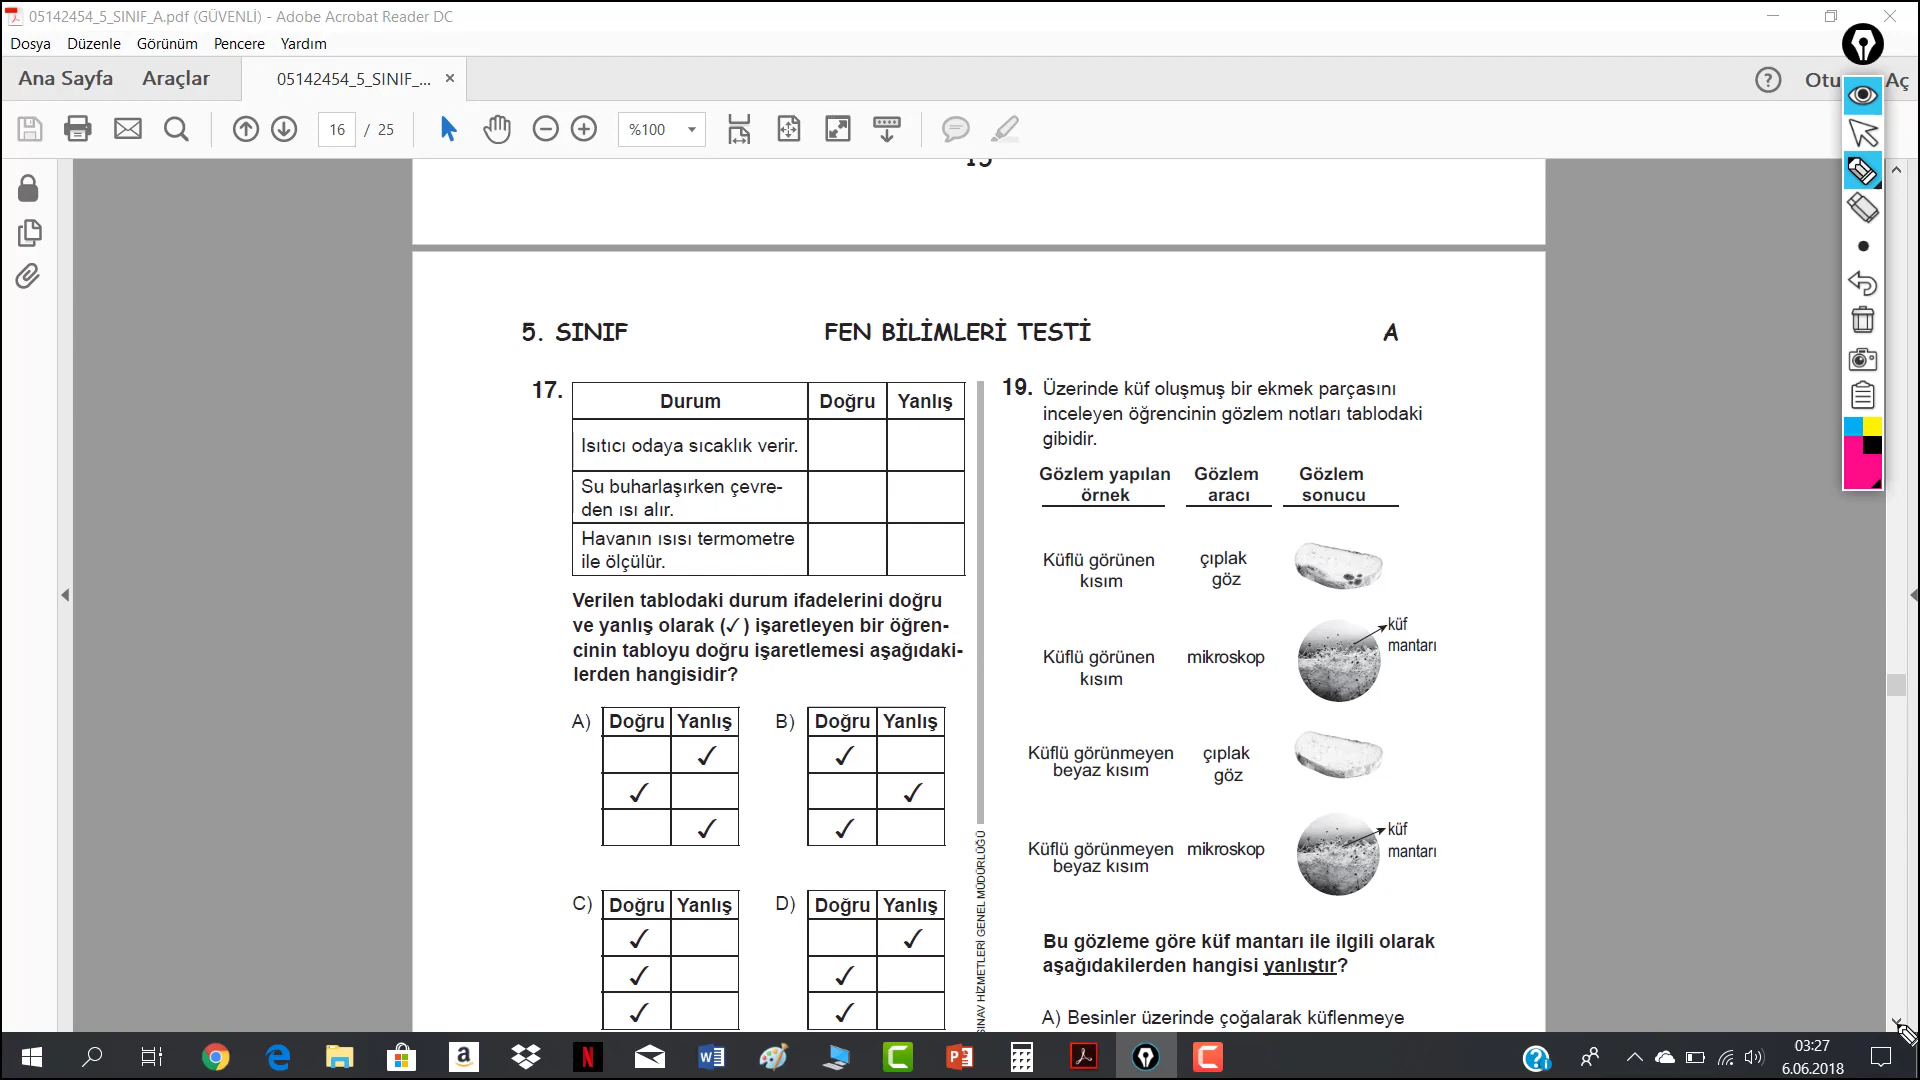 05142454_5_SINIF_A.pdf (GÜVENLİ) - Adobe Acrobat Reader DC
Dosya Düzenle Görünüm Pencere Yardım
Ana Sayfa Araçlar 05142454_5_SINIF_... × Otu Aç
16 / 25 %100
15
5. SINIF FEN BİLİMLERİ TESTİ A
17.
Durum Doğru Yanlış
Isıtıcı odaya sıcaklık verir.
Su buharlaşırken çevre-
den ısı alır.
Havanın ısısı termometre
ile ölçülür.
Verilen tablodaki durum ifadelerini doğru
ve yanlış olarak (✓) işaretleyen bir öğren-
cinin tabloyu doğru işaretlemesi aşağıdaki-
lerden hangisidir?
A) Doğru Yanlış
✓
✓
✓
B) Doğru Yanlış
✓
✓
✓
C) Doğru Yanlış
✓
✓
✓
D) Doğru Yanlış
✓
✓
✓
SINAV HİZMETLERİ GENEL MÜDÜRLÜĞÜ
19. Üzerinde küf oluşmuş bir ekmek parçasını
inceleyen öğrencinin gözlem notları tablodaki
gibidir.
Gözlem yapılan Gözlem Gözlem
örnek aracı sonucu
Küflü görünen çıplak
kısım göz
Küflü görünen mikroskop
kısım
küf
mantarı
Küflü görünmeyen çıplak
beyaz kısım göz
Küflü görünmeyen mikroskop
beyaz kısım
küf
mantarı
Bu gözleme göre küf mantarı ile ilgili olarak
aşağıdakilerden hangisi yanlıştır?
A) Besinler üzerinde çoğalarak küflenmeye
03:27
6.06.2018